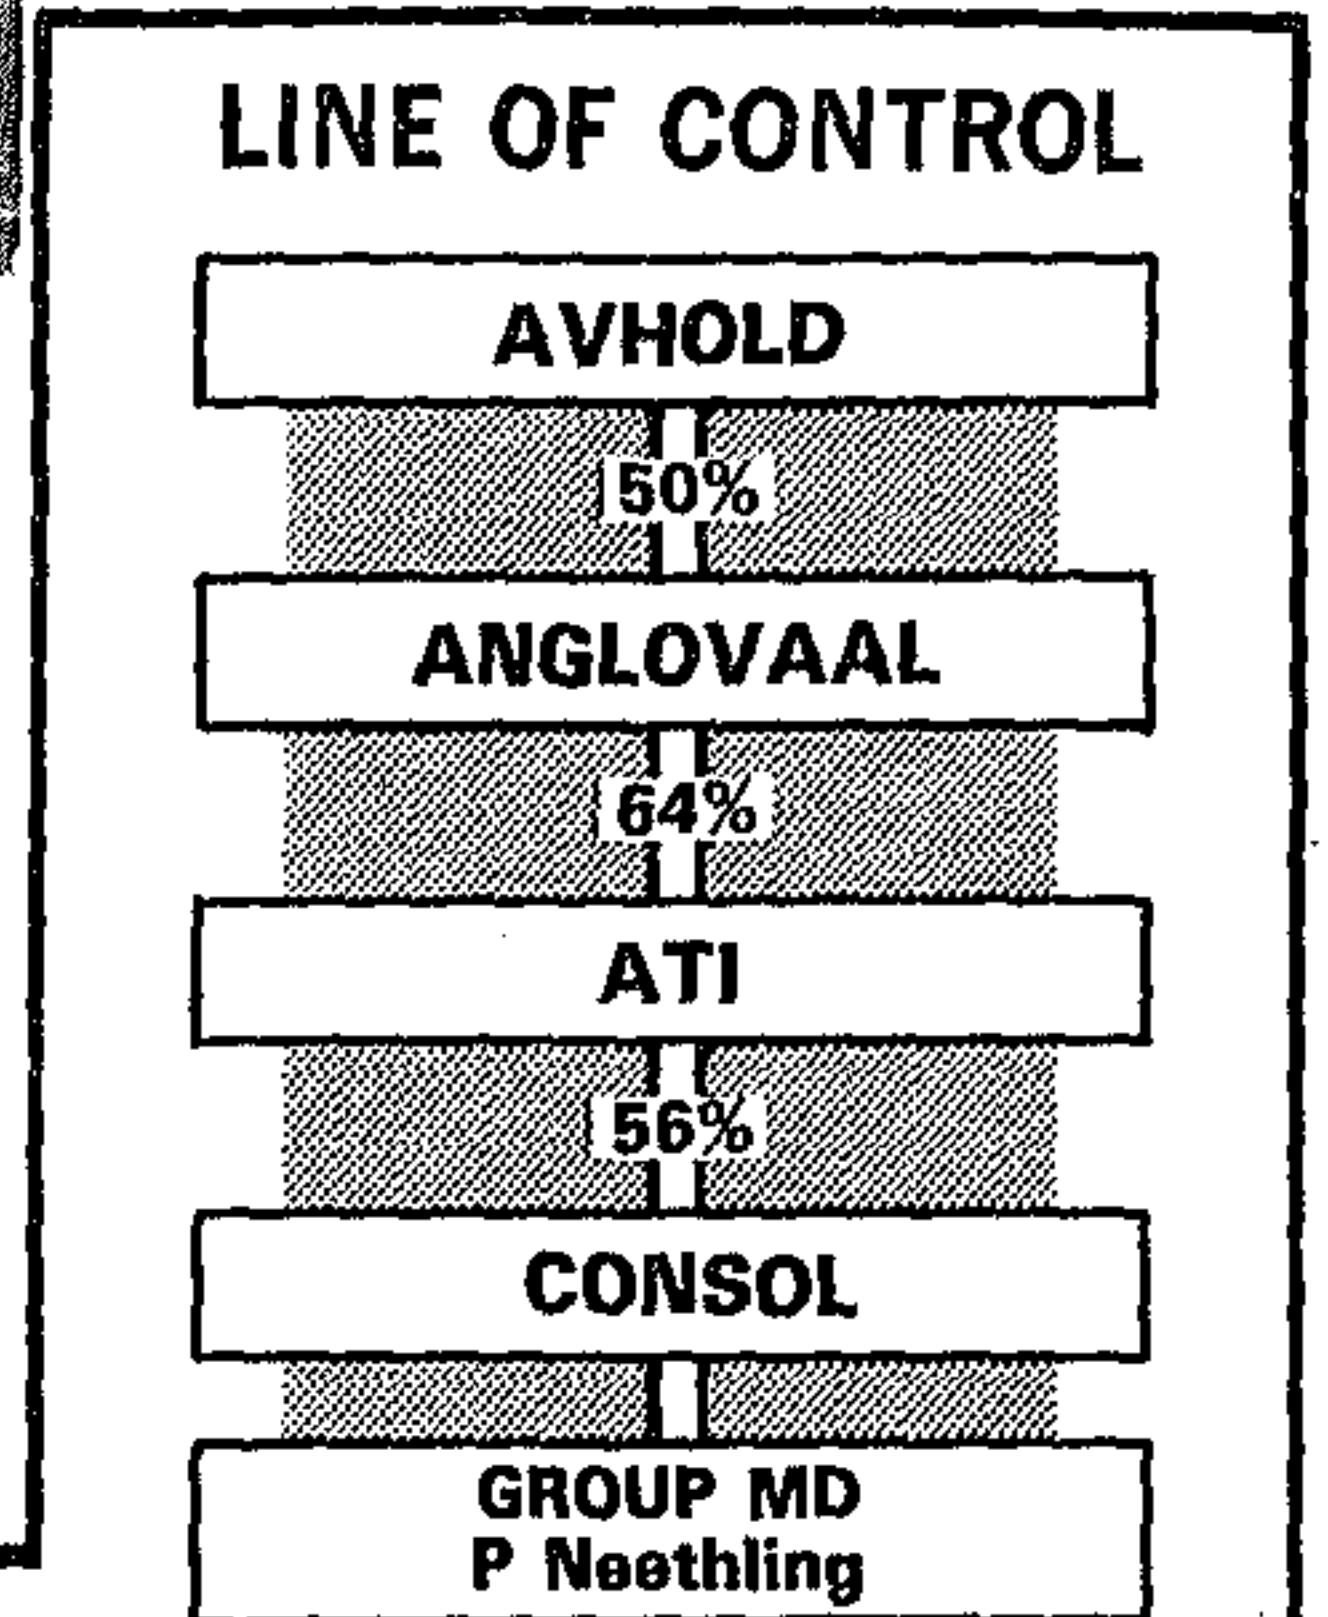 LINE OF CONTROL
AVHOLD
50%
ANGLOVAAL
64%
ATI
56%
CONSOL
GROUP MD
P Neethling